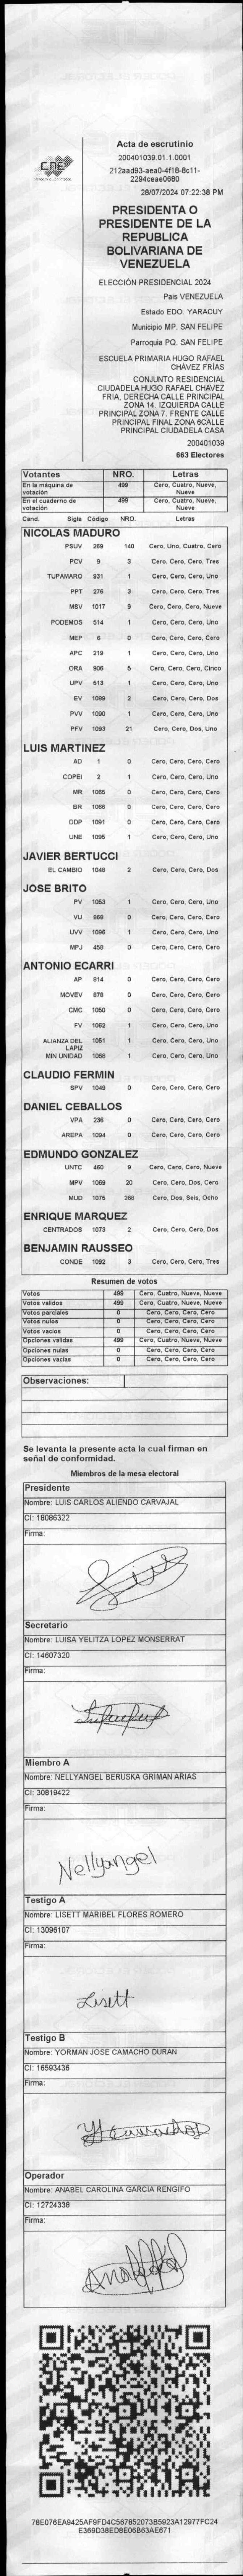 CNE
Acta de escrutinio
200401039.01.1.0001
212aad93-aea0-4f18-8c11-
2294ceae0680
28/07/2024 07:22:38 PM
PRESIDENTA O
PRESIDENTE DE LA
REPUBLICA
BOLIVARIANA DE
VENEZUELA
ELECCIÓN PRESIDENCIAL 2024
Pais VENEZUELA
Estado EDO. YARACUY
Municipio MP. SAN FELIPE
Parroquia PQ. SAN FELIPE
ESCUELA PRIMARIA HUGO RAFAEL
CHÁVEZ FRÍAS
CONJUNTO RESIDENCIAL
CIUDADELA HUGO RAFAEL CHAVEZ
FRIA. DERECHA CALLE PRINCIPAL
ZONA 14. IZQUIERDA CALLE
PRINCIPAL ZONA 7. FRENTE CALLE
PRINCIPAL FINAL ZONA 6CALLE
PRINCIPAL CIUDADELA CASA
200401039
663 Electores
Votantes NRO. Letras
En la máquina de votación 499 Cero, Cuatro, Nueve, Nueve
En el cuaderno de votación 499 Cero, Cuatro, Nueve, Nueve
Cand. Sigla Código NRO. Letras
NICOLAS MADURO
PSUV 269 140 Cero, Uno, Cuatro, Cero
PCV 9 3 Cero, Cero, Cero, Tres
TUPAMARO 931 1 Cero, Cero, Cero, Uno
PPT 276 3 Cero, Cero, Cero, Tres
MSV 1017 9 Cero, Cero, Cero, Nueve
PODEMOS 514 1 Cero, Cero, Cero, Uno
MEP 6 0 Cero, Cero, Cero, Cero
APC 219 1 Cero, Cero, Cero, Uno
ORA 906 5 Cero, Cero, Cero, Cinco
UPV 613 1 Cero, Cero, Cero, Uno
EV 1089 2 Cero, Cero, Cero, Dos
PVV 1090 1 Cero, Cero, Cero, Uno
PFV 1093 21 Cero, Cero, Dos, Uno
LUIS MARTINEZ
AD 1 0 Cero, Cero, Cero, Cero
COPEI 2 1 Cero, Cero, Cero, Uno
MR 1065 0 Cero, Cero, Cero, Cero
BR 1066 0 Cero, Cero, Cero, Cero
DDP 1091 0 Cero, Cero, Cero, Cero
UNE 1095 1 Cero, Cero, Cero, Uno
JAVIER BERTUCCI
EL CAMBIO 1048 2 Cero, Cero, Cero, Dos
JOSE BRITO
PV 1053 1 Cero, Cero, Cero, Uno
VU 868 0 Cero, Cero, Cero, Cero
UVV 1096 1 Cero, Cero, Cero, Uno
MPJ 458 0 Cero, Cero, Cero, Cero
ANTONIO ECARRI
AP 814 0 Cero, Cero, Cero, Cero
MOVEV 678 0 Cero, Cero, Cero, Cero
CMC 1050 0 Cero, Cero, Cero, Cero
FV 1062 1 Cero, Cero, Cero, Uno
ALIANZA DEL LAPIZ 1051 1 Cero, Cero, Cero, Uno
MIN UNIDAD 1068 1 Cero, Cero, Cero, Uno
CLAUDIO FERMIN
SPV 1049 0 Cero, Cero, Cero, Cero
DANIEL CEBALLOS
VPA 236 0 Cero, Cero, Cero, Cero
AREPA 1094 0 Cero, Cero, Cero, Cero
EDMUNDO GONZALEZ
UNTC 460 9 Cero, Cero, Cero, Nueve
MPV 1069 20 Cero, Cero, Dos, Cero
MUD 1075 268 Cero, Dos, Seis, Ocho
ENRIQUE MARQUEZ
CENTRADOS 1073 2 Cero, Cero, Cero, Dos
BENJAMIN RAUSSEO
CONDE 1092 3 Cero, Cero, Cero, Tres
Resumen de votos
Votos 499 Cero, Cuatro, Nueve, Nueve
Votos validos 499 Cero, Cuatro, Nueve, Nueve
Votos parciales 0 Cero, Cero, Cero, Cero
Votos nulos 0 Cero, Cero, Cero, Cero
Votos vacios 0 Cero, Cero, Cero, Cero
Opciones validas 499 Cero, Cuatro, Nueve, Nueve
Opciones nulas 0 Cero, Cero, Cero, Cero
Opciones vacias 0 Cero, Cero, Cero, Cero
Observaciones:
Se levanta la presente acta la cual firman en
señal de conformidad.
Miembros de la mesa electoral
Presidente
Nombre: LUIS CARLOS ALIENDO CARVAJAL
CI: 18086322
Firma:
Secretario
Nombre: LUISA YELITZA LOPEZ MONSERRAT
CI: 14607320
Firma:
Miembro A
Nombre: NELLYANGEL BERUSKA GRIMAN ARIAS
CI: 30819422
Firma:
Nellyangel
Testigo A
Nombre: LISETT MARIBEL FLORES ROMERO
CI: 13096107
Firma:
Lisett
Testigo B
Nombre: YORMAN JOSE CAMACHO DURAN
CI: 16593436
Firma:
Operador
Nombre: ANABEL CAROLINA GARCIA RENGIFO
CI: 12724338
Firma:
78E076EA9425AF9FD4C567852073B5923A12977FC24
E369D38ED8E06B63AE671